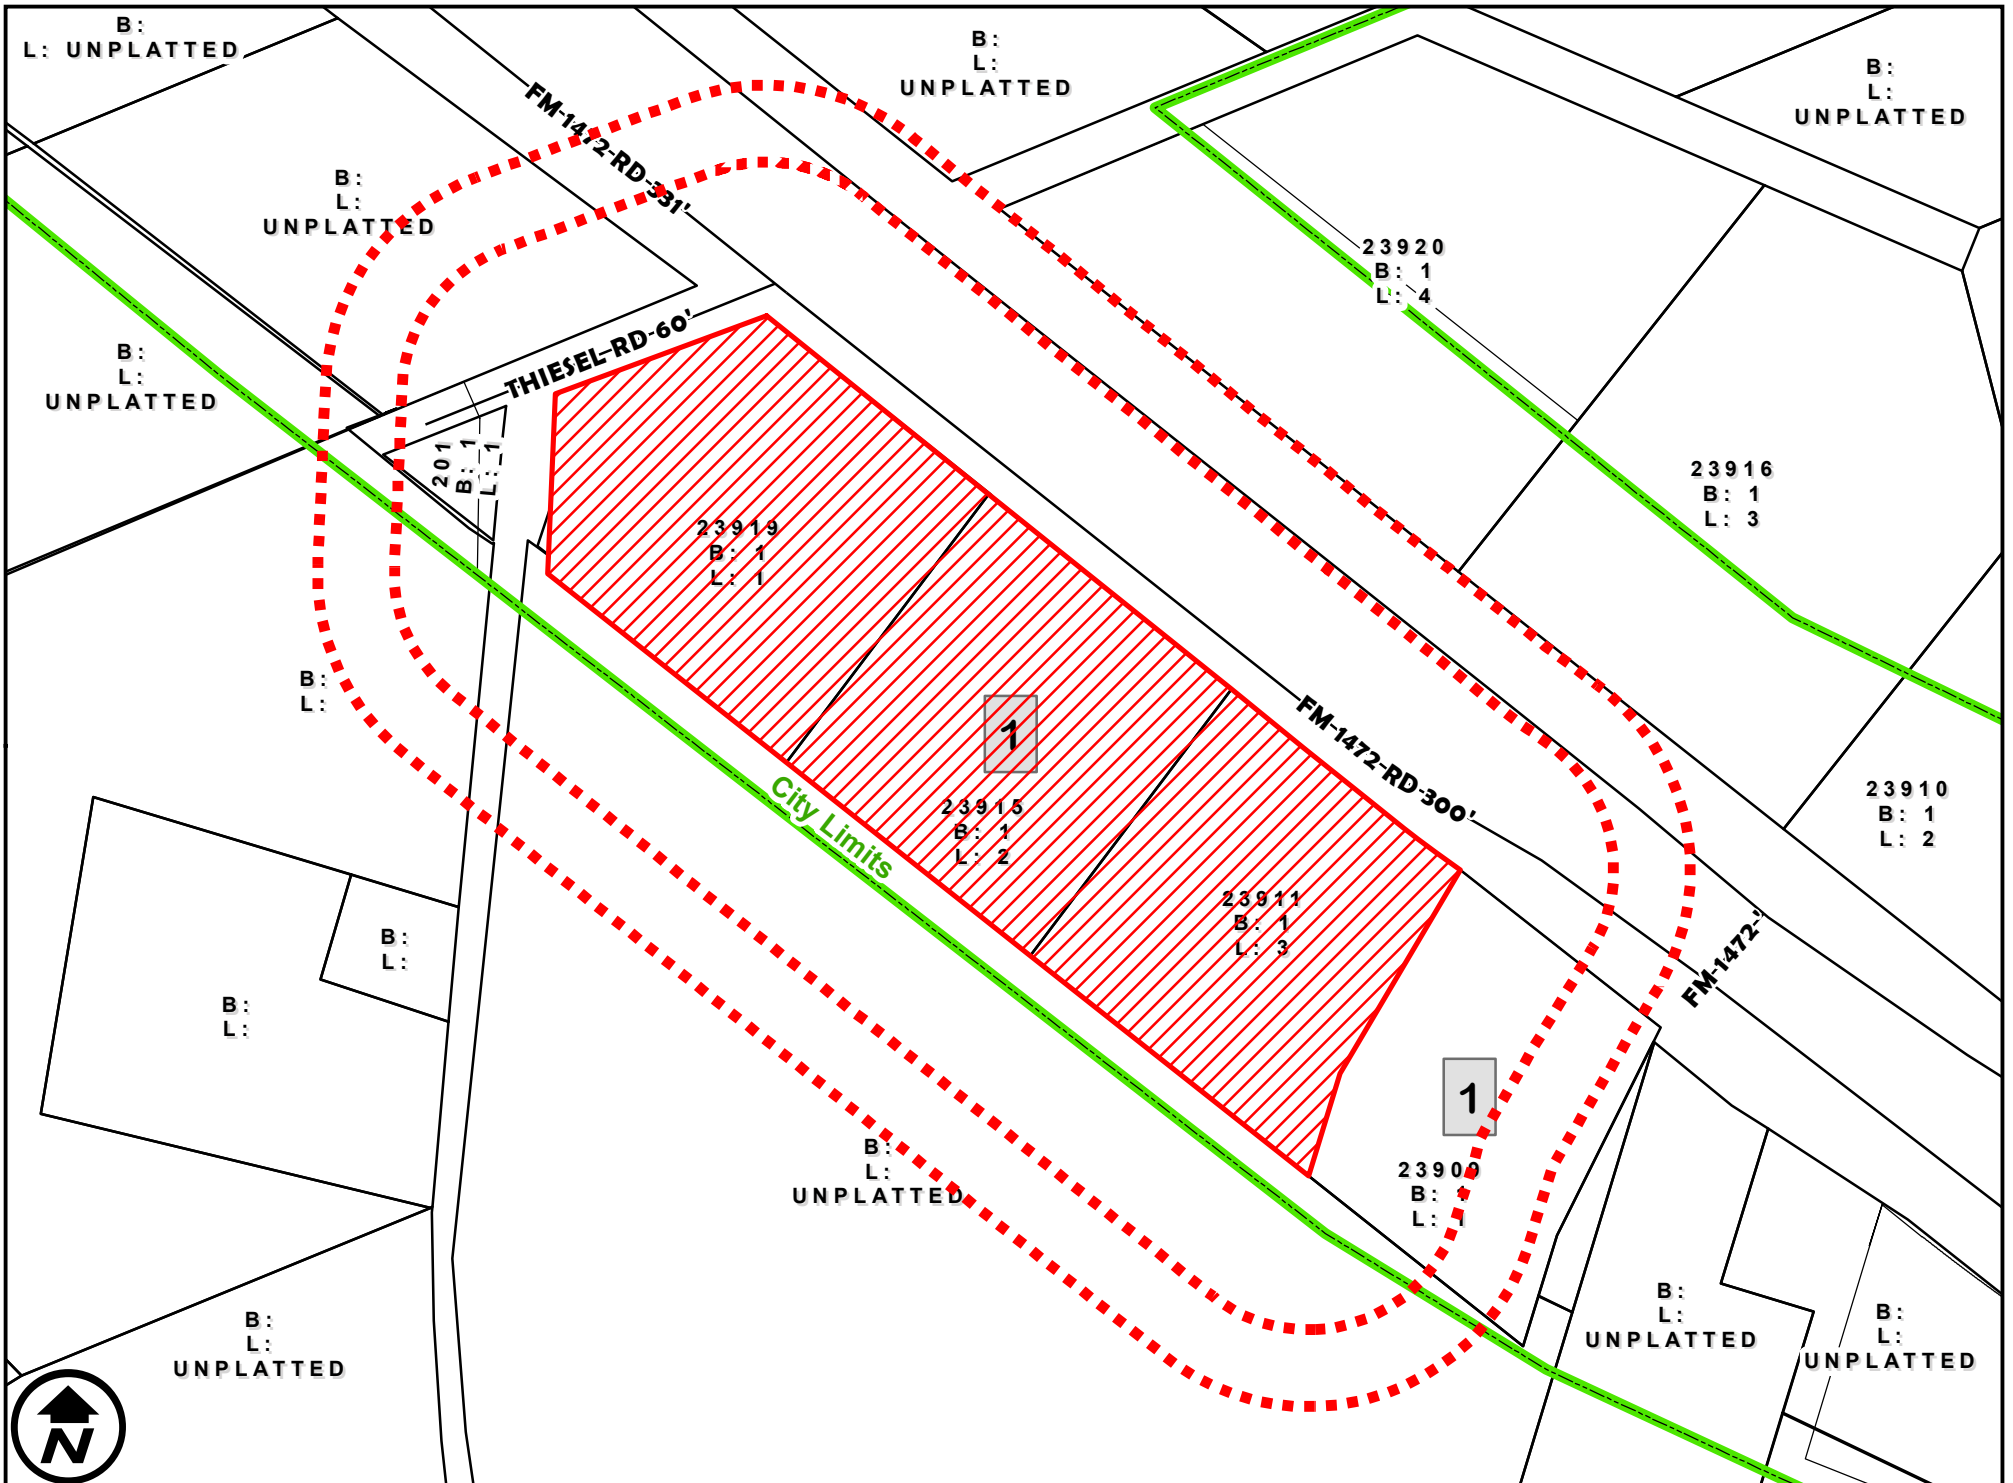 B:
L: UNPLATTED
B:
L:
UNPLATTED
B:
L:
UNPLATTED
FM-1472-RD-331'
B:
L:
UNPLATTED
23920
B: 1
L: 4
THIESEL-RD-60'
B:
L:
UNPLATTED
201
B: 1
L: 1
23916
B: 1
L: 3
23919
B: 1
L: 1
B:
L:
1
FM-1472-RD-300'
City Limits
23915
B: 1
L: 2
23910
B: 1
L: 2
23911
B: 1
L: 3
B:
L:
FM-1472-'
B:
L:
1
B:
L:
UNPLATTED
23909
B: 1
L: 1
B:
L:
UNPLATTED
B:
L:
UNPLATTED
B:
L:
UNPLATTED
N